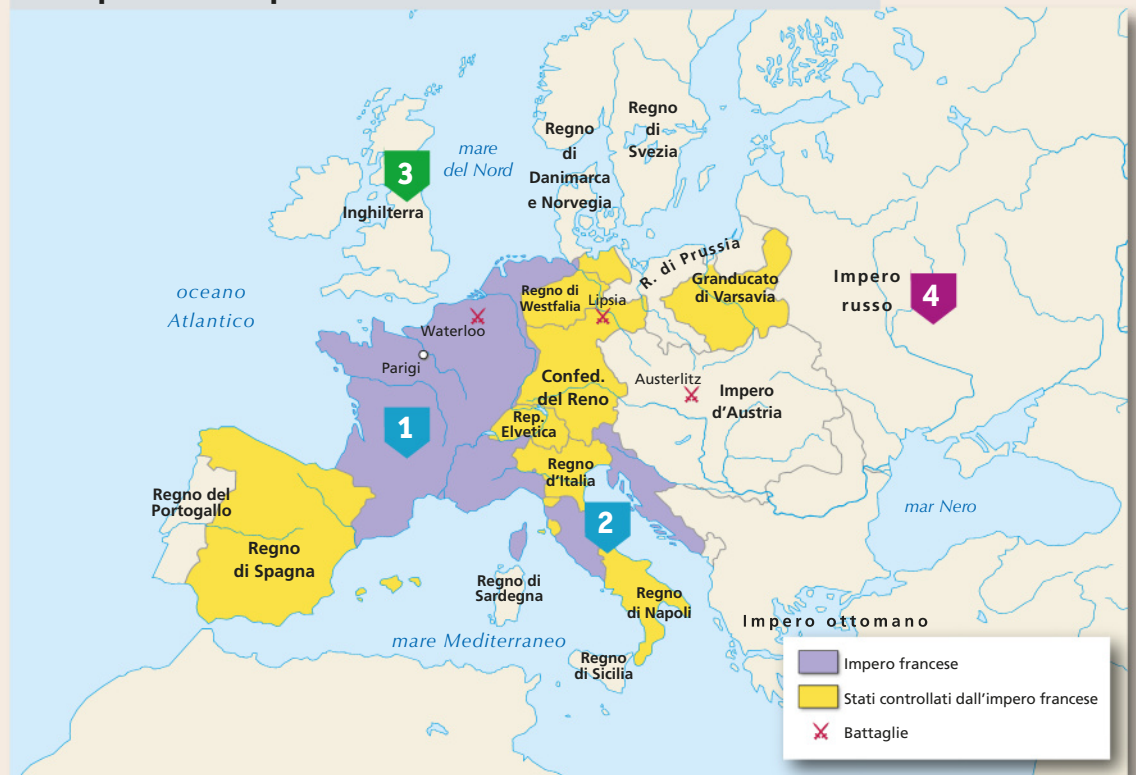 3
mare
del Nord
Regno
di
Danimarca
e Norvegia
Regno
di
Svezia
Inghilterra
oceano
Atlantico
R. di Prussia
Granducato
di Varsavia
Impero
russo
4
Regno di
Westfalia
Lipsia
Waterloo
Parigi
Austerlitz
Impero
d'Austria
Confed.
del Reno
1
Rep.
Elvetica
Regno
d'Italia
Regno del
Portogallo
Regno
di Spagna
2
mar Nero
Regno di
Sardegna
Regno
di Napoli
mare Mediterraneo
Impero ottomano
Regno
di Sicilia
Impero francese
Stati controllati dall'impero francese
Battaglie